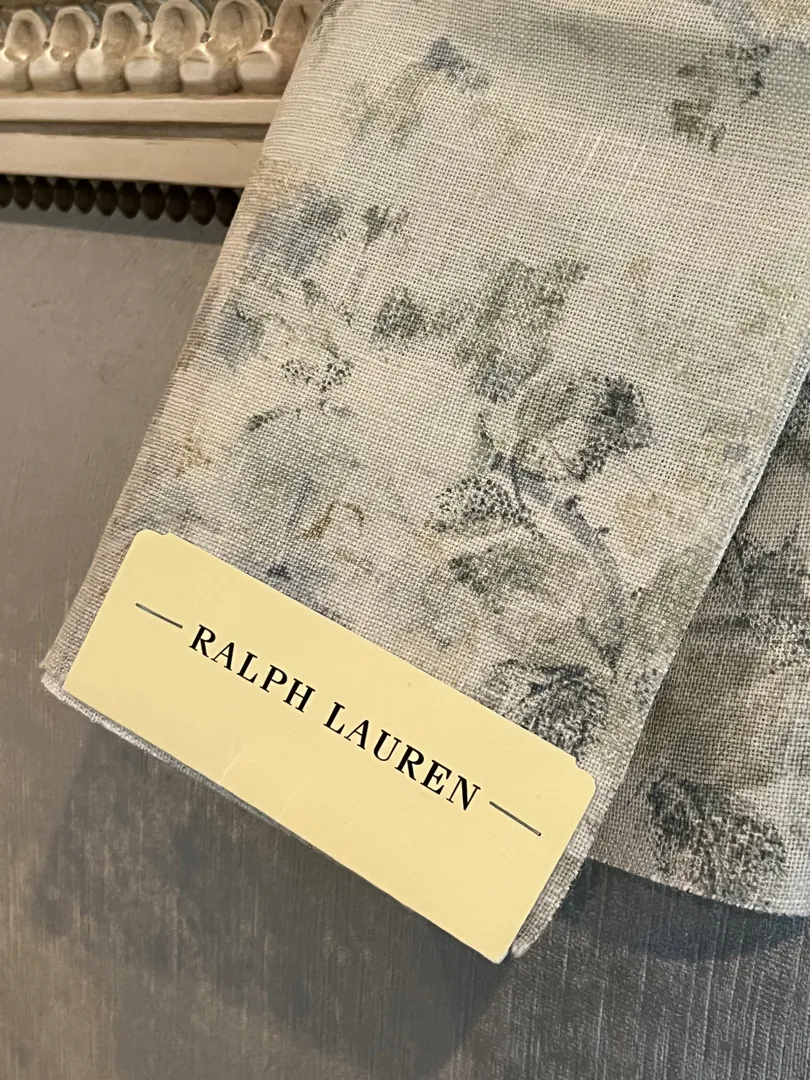 — RALPH LAUREN —